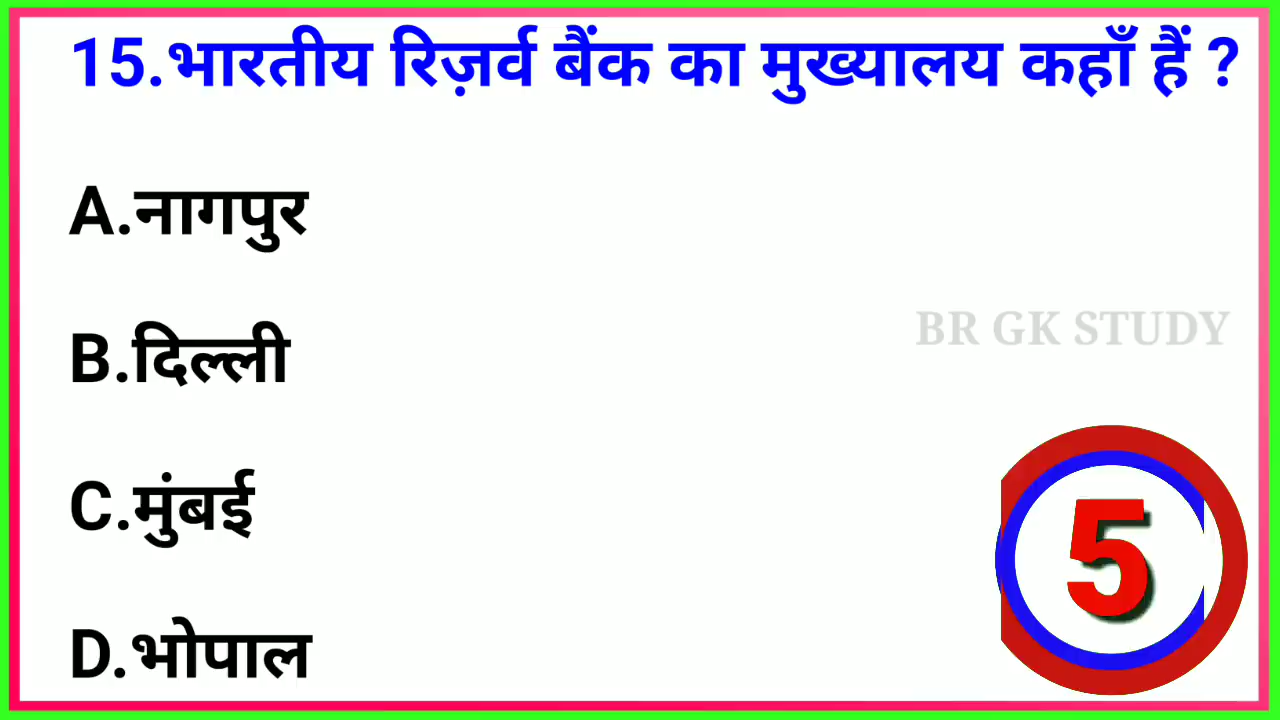 15.भारतीय रिज़र्व बैंक का मुख्यालय कहाँ हैं ?
A.नागपुर
B.दिल्ली
BR GK STUDY
C.मुंबई
5
D.भोपाल